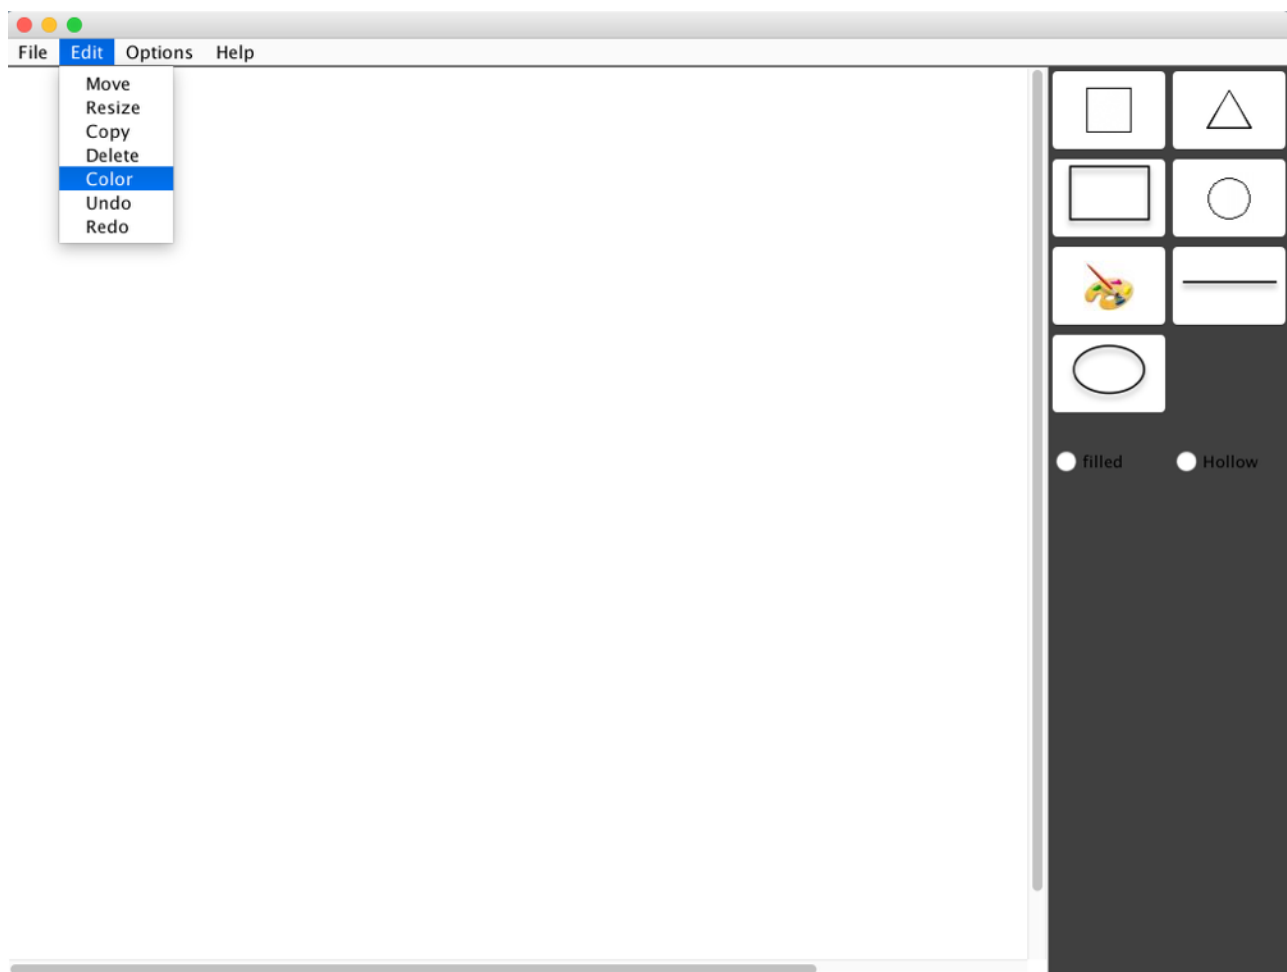 File Edit Options Help
Move
Resize
Copy
Delete
Color
Undo
Redo
filled Hollow